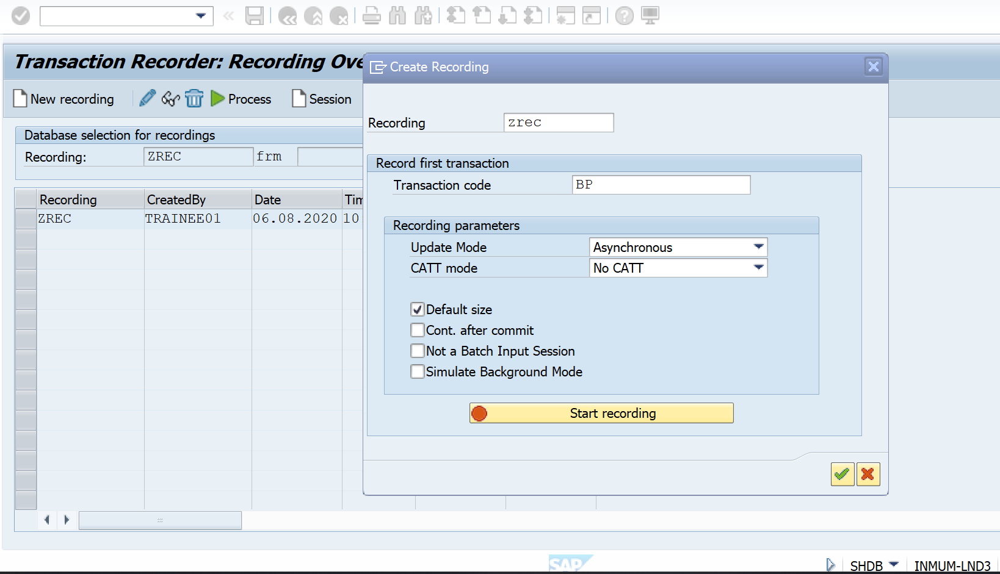 Transaction Recorder: Recording Ove
Create Recording
New recording
Process
Session
Recording zrec
Database selection for recordings
Recording: ZREC frm
Record first transaction
Transaction code BP
Recording CreatedBy Date Tim
ZREC TRAINEE01 06.08.2020 10
Recording parameters
Update Mode Asynchronous
CATT mode No CATT
Default size
Cont. after commit
Not a Batch Input Session
Simulate Background Mode
Start recording
SAP
SHDB INMUM-LND3